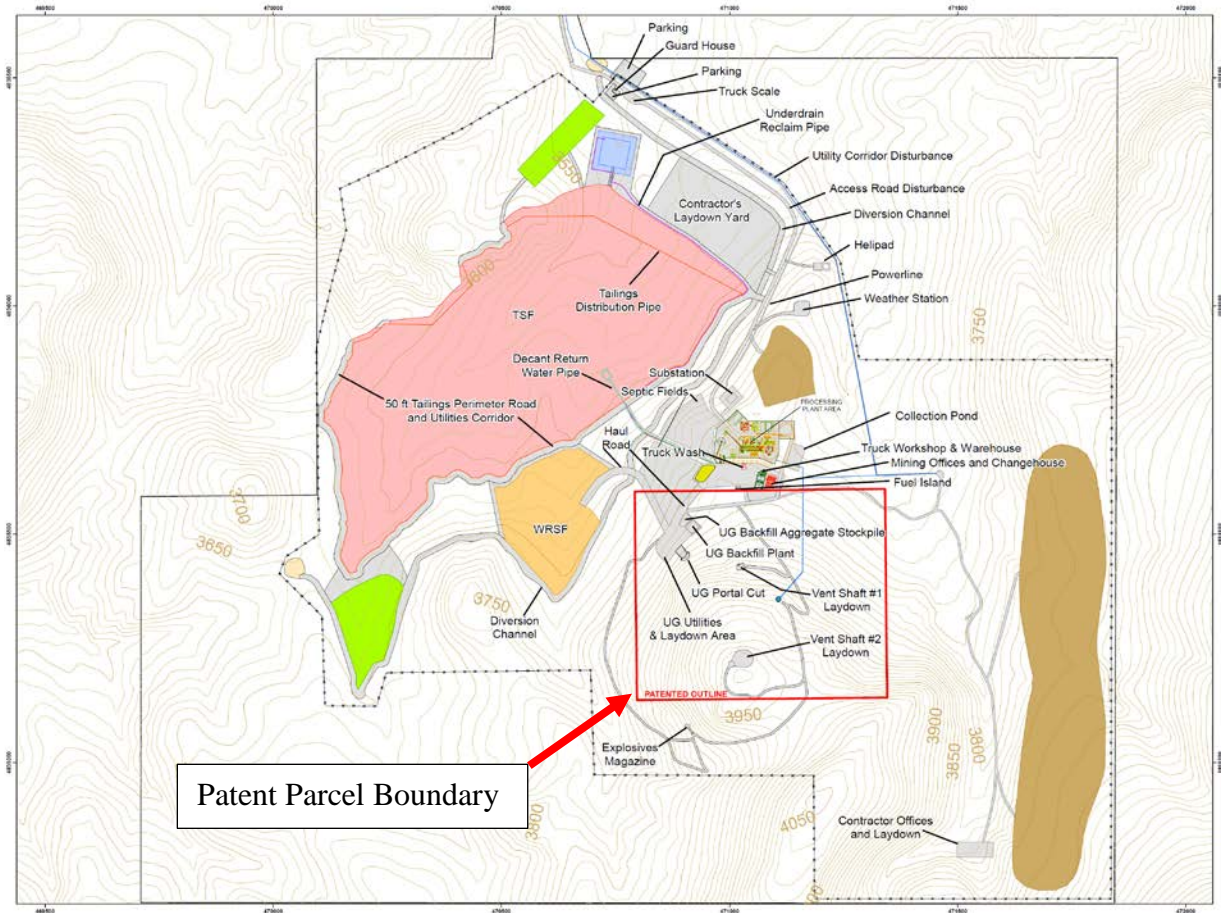 Parking
Guard House
Parking
Truck Scale
Underdrain
Reclaim Pipe
Utility Corridor Disturbance
Access Road Disturbance
Contractor's
Laydown Yard
Diversion Channel
Helipad
Powerline
Weather Station
3550
3600
Tailings
Distribution Pipe
TSF
3750
Decant Return
Water Pipe
Substation
Septic Fields
50 ft Tailings Perimeter Road
and Utilities Corridor
PROCESSING
PLANT AREA
Collection Pond
Haul
Road
Truck Wash
Truck Workshop & Warehouse
Mining Offices and Changehouse
Fuel Island
3700
3650
WRSF
UG Backfill Aggregate Stockpile
UG Backfill Plant
UG Portal Cut
Vent Shaft #1
Laydown
3750
Diversion
Channel
UG Utilities
& Laydown Area
Vent Shaft #2
Laydown
PATENTED OUTLINE
3950
3900
3850
3800
Explosives
Magazine
Patent Parcel Boundary
3800
4050
Contractor Offices
and Laydown